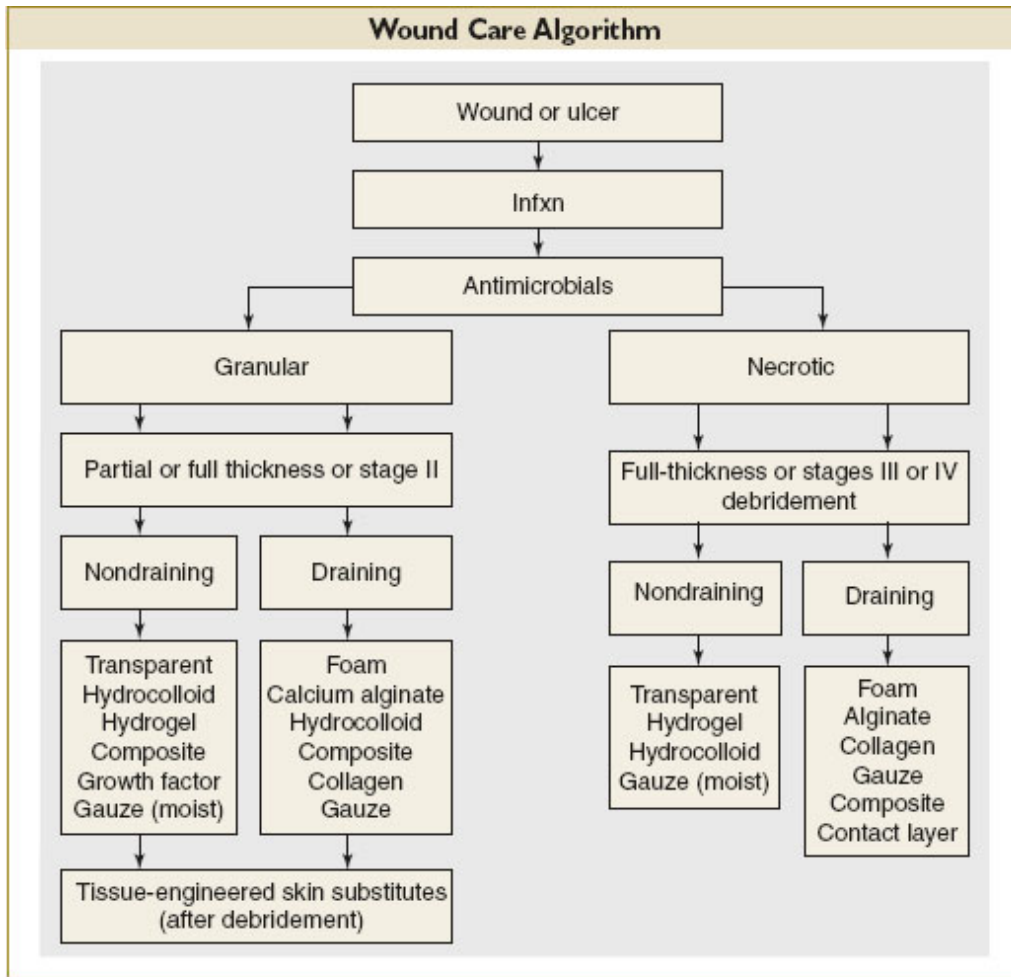 Wound Care Algorithm
Wound or ulcer
Infxn
Antimicrobials
Granular
Necrotic
Partial or full thickness or stage II
Full-thickness or stages III or IV
debridement
Nondraining
Draining
Nondraining
Draining
Transparent
Hydrocolloid
Hydrogel
Composite
Growth factor
Gauze (moist)
Foam
Calcium alginate
Hydrocolloid
Composite
Collagen
Gauze
Transparent
Hydrogel
Hydrocolloid
Gauze (moist)
Foam
Alginate
Collagen
Gauze
Composite
Contact layer
Tissue-engineered skin substitutes
(after debridement)